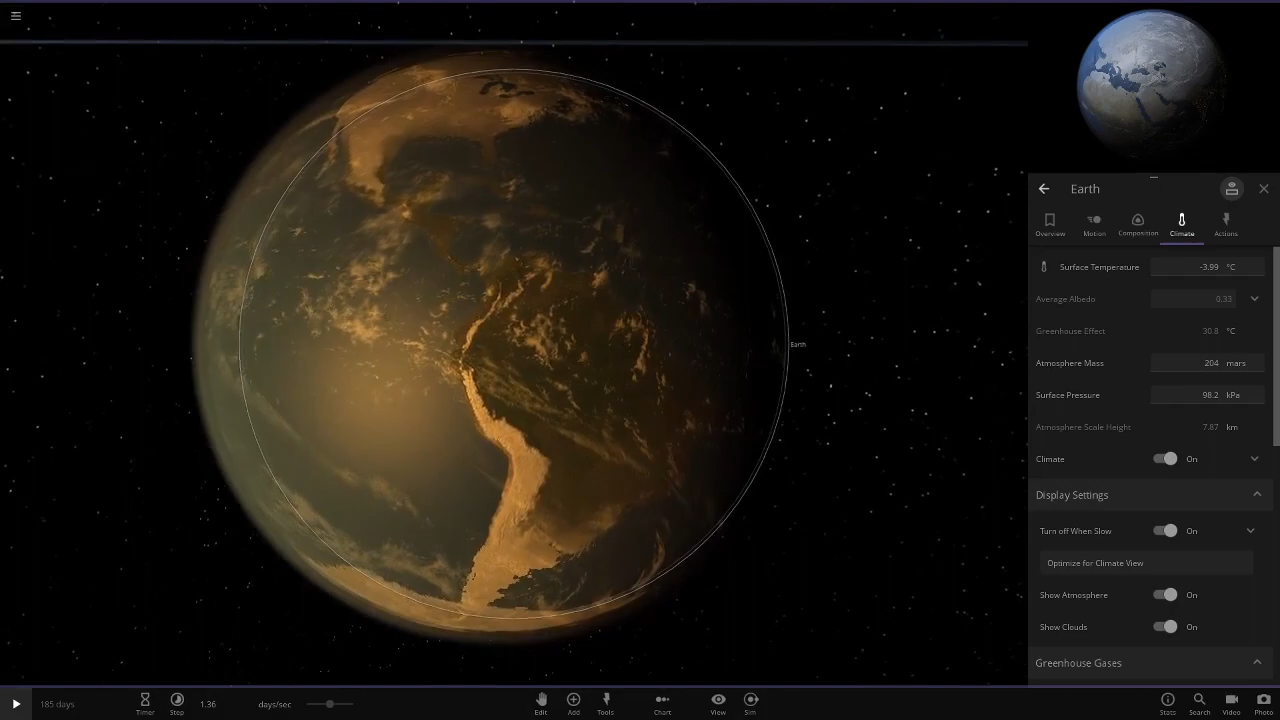 Earth
Overview
Motion
Composition
Climate
Actions
Surface Temperature -3.99 °C
Average Albedo 0.33
Greenhouse Effect 30.8 °C
Atmosphere Mass 204 mars
Surface Pressure 98.2 kPa
Atmosphere Scale Height 7.87 km
Climate On
Display Settings
Turn off When Slow On
Optimize for Climate View
Show Atmosphere On
Show Clouds On
Greenhouse Gases
Earth
185 days
Timer
Step
1.36 days/sec
Edit
Add
Tools
Chart
View
Sim
Stats
Search
Video
Photo